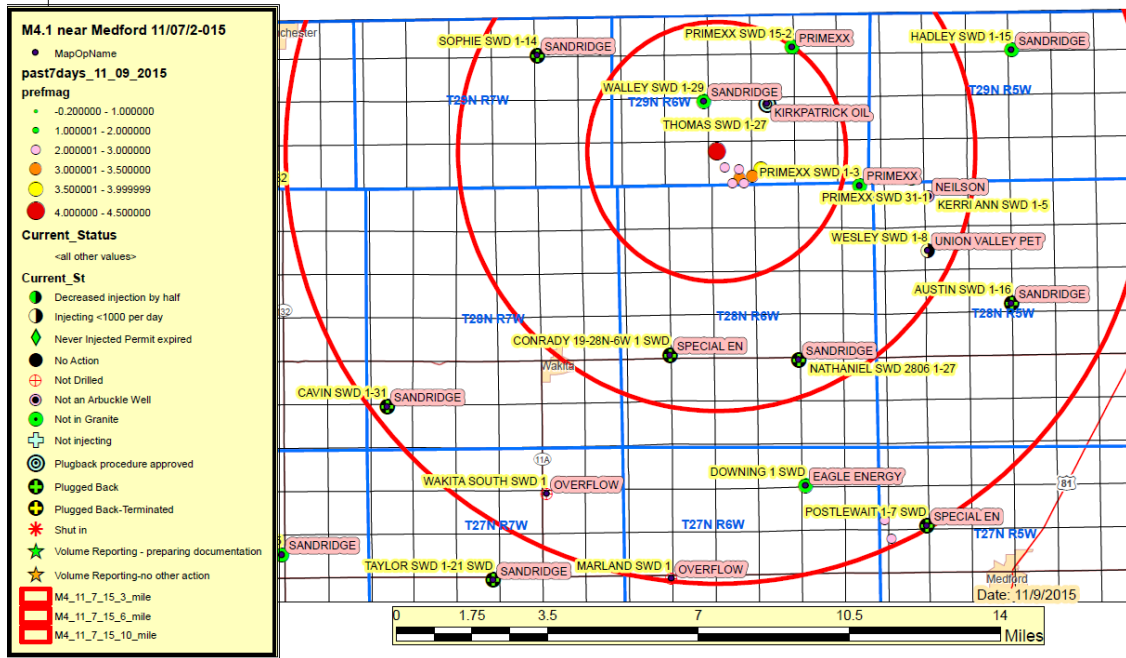 M4.1 near Medford 11/07/2-015
MapOpName
past7days_11_09_2015
prefmag
-0.200000 - 1.000000
1.000001 - 2.000000
2.000001 - 3.000000
3.000001 - 3.500000
3.500001 - 3.999999
4.000000 - 4.500000
Current_Status
<all other values>
Current_St
Decreased injection by half
Injecting <1000 per day
Never Injected Permit expired
No Action
Not Drilled
Not an Arbuckle Well
Not in Granite
Not injecting
Plugback procedure approved
Plugged Back
Plugged Back-Terminated
Shut in
Volume Reporting - preparing documentation
Volume Reporting-no other action
M4_11_7_15_3_mile
M4_11_7_15_6_mile
M4_11_7_15_10_mile
chester
SOPHIE SWD 1-14
SANDRIDGE
PRIMEXX SWD 15-2
PRIMEXX
HADLEY SWD 1-15
SANDRIDGE
T29N R7W
WALLEY SWD 1-29
SANDRIDGE
T29N R6W
KIRKPATRICK OIL
T29N R5W
THOMAS SWD 1-27
PRIMEXX SWD 1-3
PRIMEXX
PRIMEXX SWD 31-1
NEILSON
KERRI ANN SWD 1-5
WESLEY SWD 1-8
UNION VALLEY PET
AUSTIN SWD 1-16
SANDRIDGE
T28N R7W
T28N R6W
T28N R5W
CONRADY 19-28N-6W 1 SWD
SPECIAL EN
SANDRIDGE
NATHANIEL SWD 2806 1-27
Wakita
CAVIN SWD 1-31
SANDRIDGE
11A
DOWNING 1 SWD
EAGLE ENERGY
WAKITA SOUTH SWD 1
OVERFLOW
81
POSTLEWAIT 1-7 SWD
SPECIAL EN
T27N R7W
T27N R6W
T27N R5W
SANDRIDGE
TAYLOR SWD 1-21 SWD
SANDRIDGE
MARLAND SWD 1
OVERFLOW
Medford
Date: 11/9/2015
0 1.75 3.5 7 10.5 14
Miles